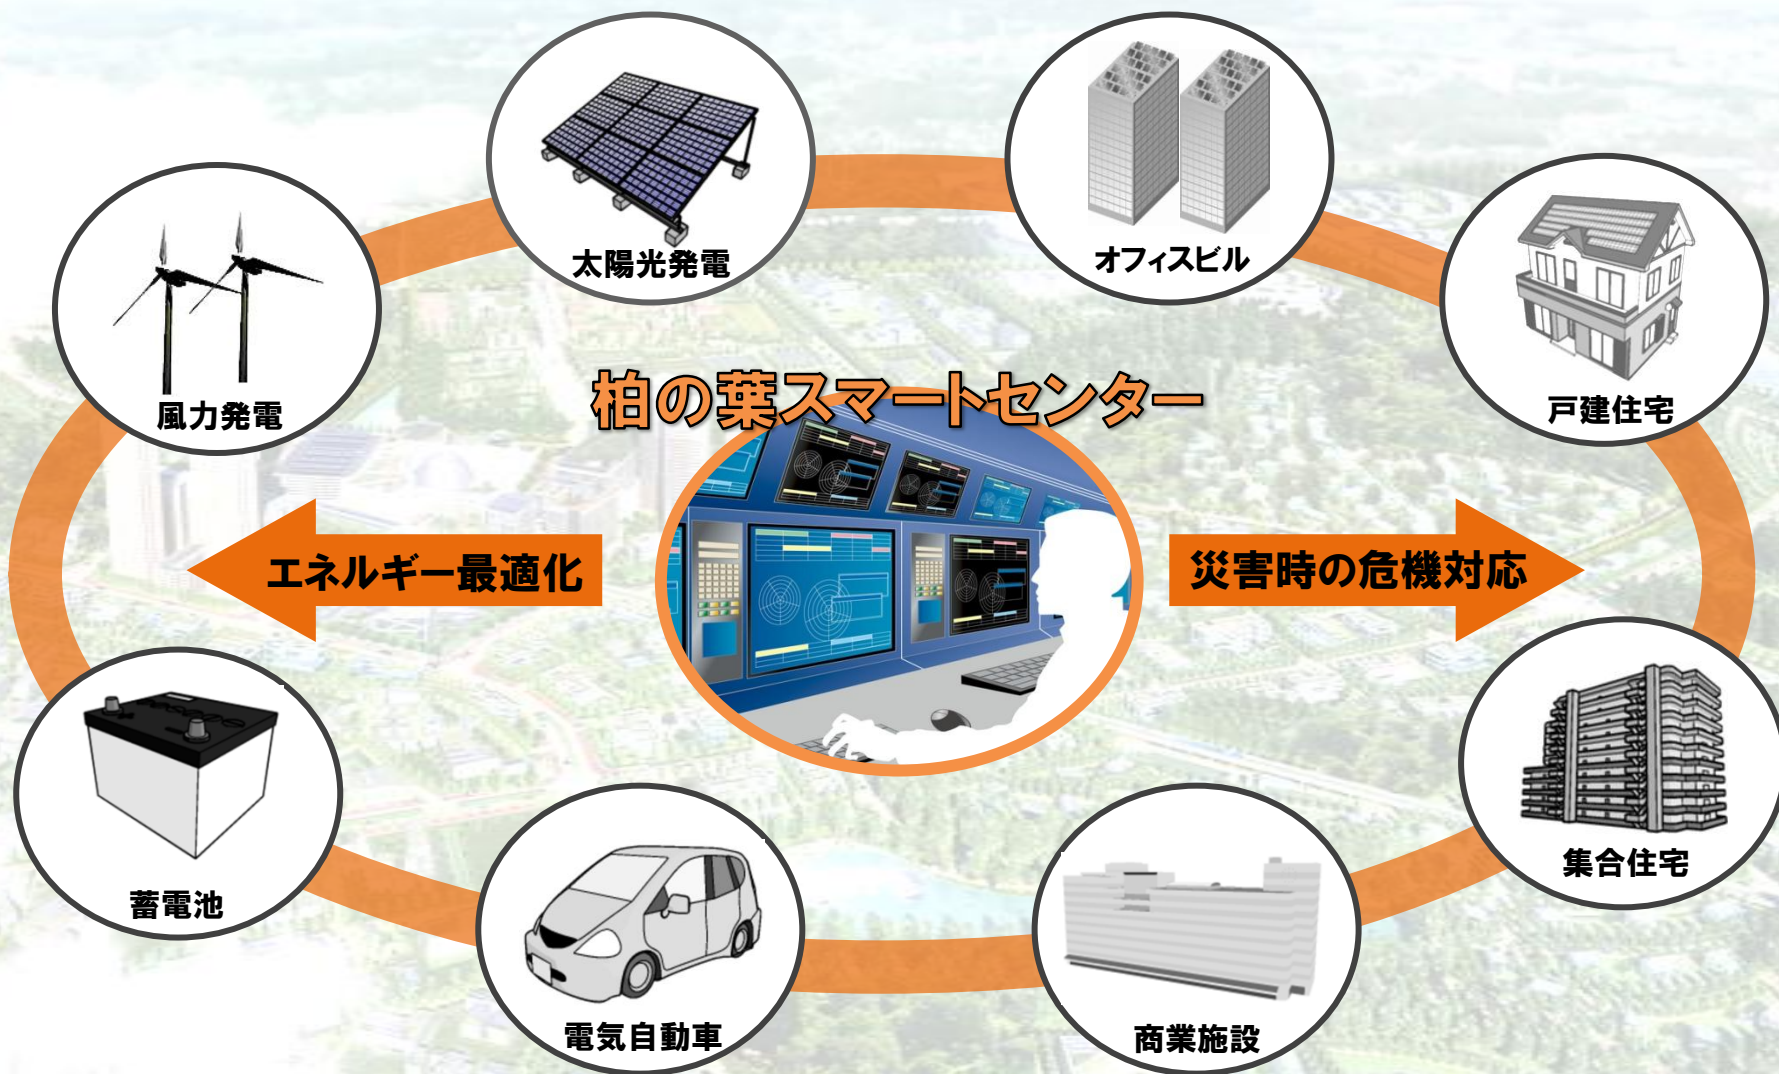 太陽光発電
オフィスビル
風力発電
戸建住宅
柏の葉スマートセンター
エネルギー最適化
災害時の危機対応
蓄電池
集合住宅
電気自動車
商業施設